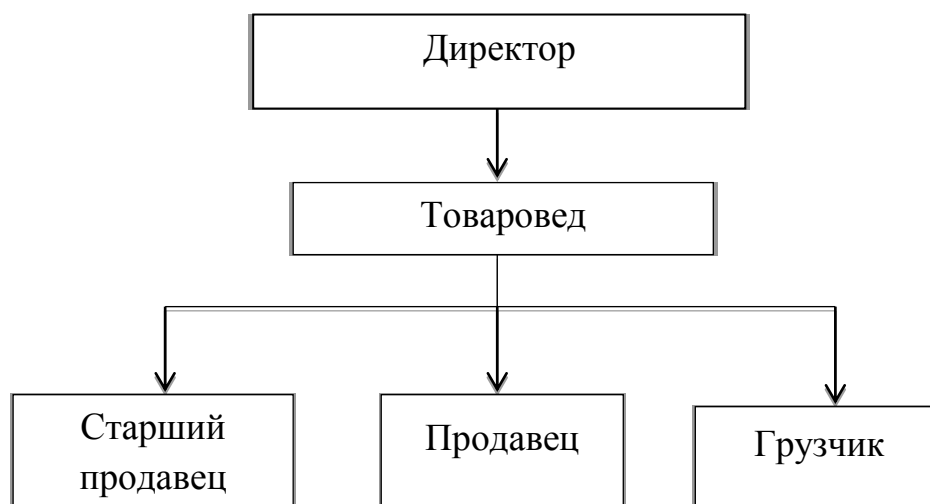 Директор
Товаровед
Старший
продавец
Продавец
Грузчик